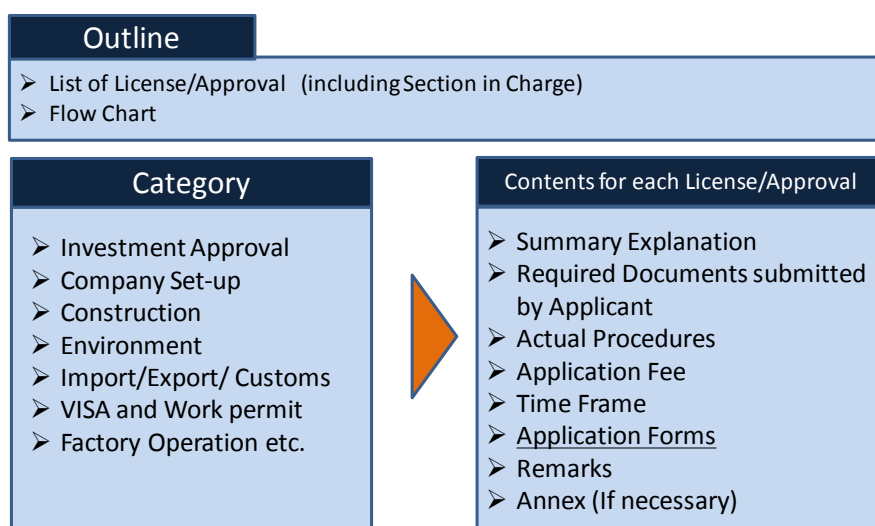 Outline
➢ List of License/Approval (including Section in Charge)
➢ Flow Chart
Category
➢ Investment Approval
➢ Company Set-up
➢ Construction
➢ Environment
➢ Import/Export/ Customs
➢ VISA and Work permit
➢ Factory Operation etc.
Contents for each License/Approval
➢ Summary Explanation
➢ Required Documents submitted
by Applicant
➢ Actual Procedures
➢ Application Fee
➢ Time Frame
➢ Application Forms
➢ Remarks
➢ Annex (If necessary)